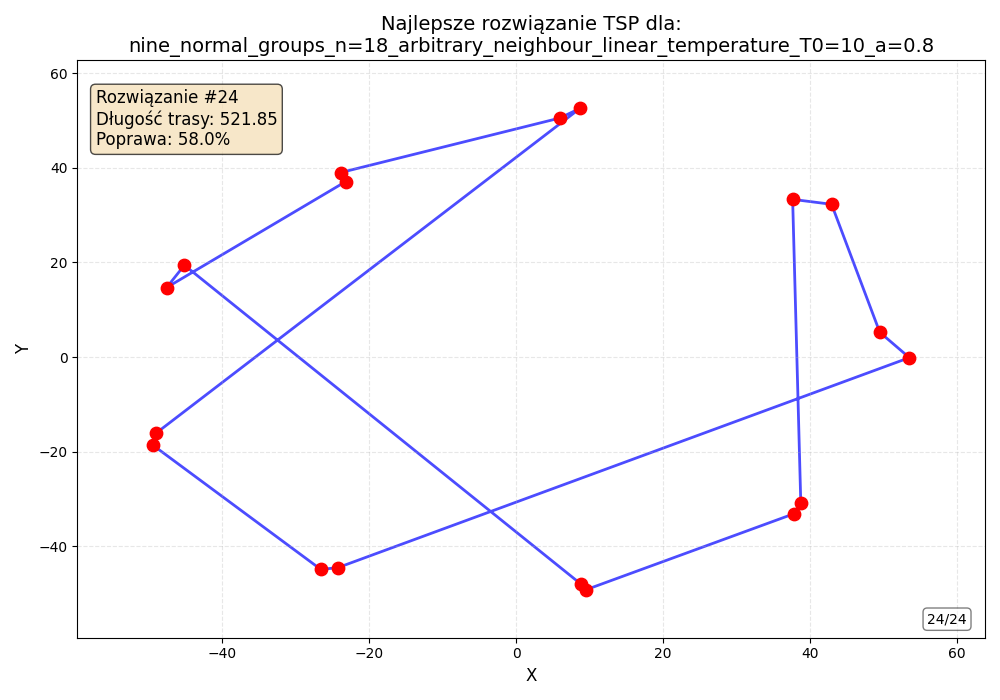 Najlepsze rozwiązanie TSP dla:
nine_normal_groups_n=18_arbitrary_neighbour_linear_temperature_T0=10_a=0.8
Rozwiązanie #24
Długość trasy: 521.85
Poprawa: 58.0%
60
40
20
0
−20
−40
Y
24/24
−40 −20 0 20 40 60
X